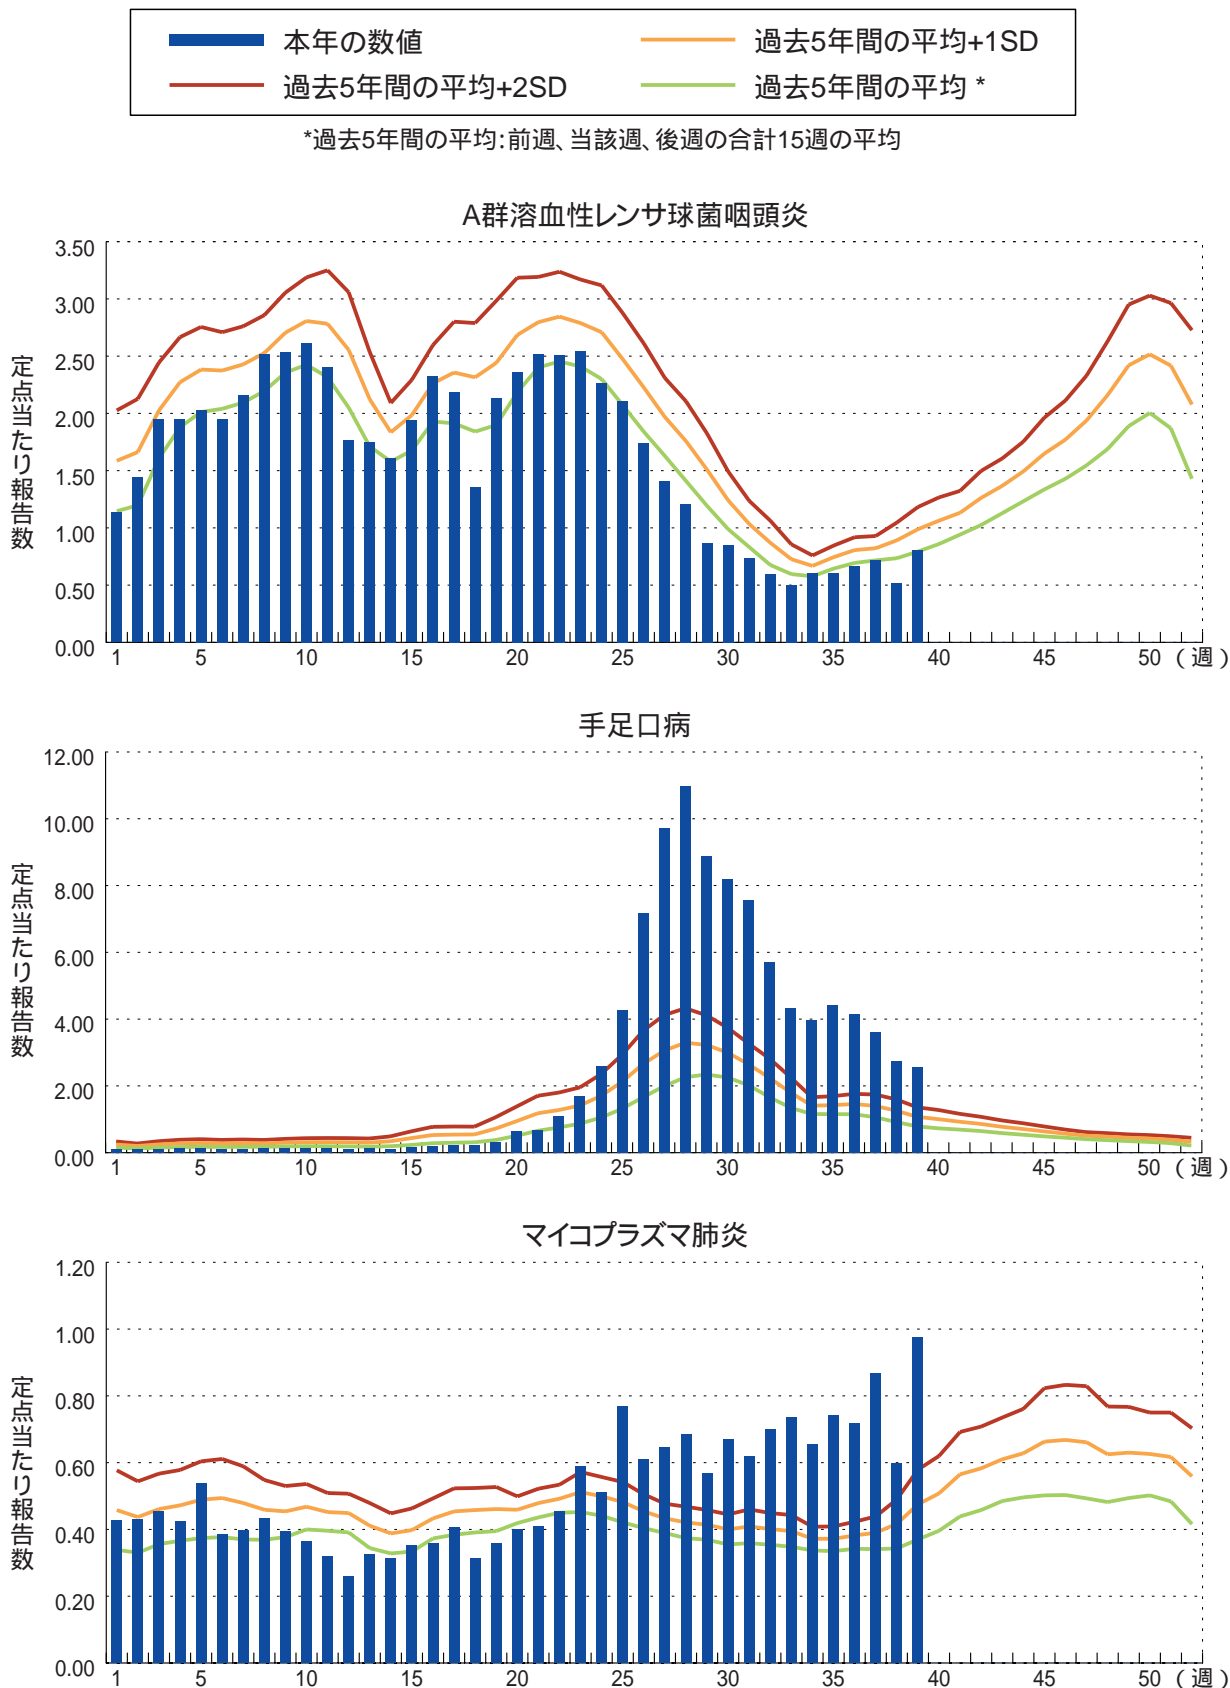 本年の数値
過去5年間の平均+1SD
過去5年間の平均+2SD
過去5年間の平均 *
*過去5年間の平均:前週、当該週、後週の合計15週の平均
A群溶血性レンサ球菌咽頭炎
定点当たり報告数
3.50
3.00
2.50
2.00
1.50
1.00
0.50
0.00
1 5 10 15 20 25 30 35 40 45 50 (週)
手足口病
定点当たり報告数
12.00
10.00
8.00
6.00
4.00
2.00
0.00
1 5 10 15 20 25 30 35 40 45 50 (週)
マイコプラズマ肺炎
定点当たり報告数
1.20
1.00
0.80
0.60
0.40
0.20
0.00
1 5 10 15 20 25 30 35 40 45 50 (週)